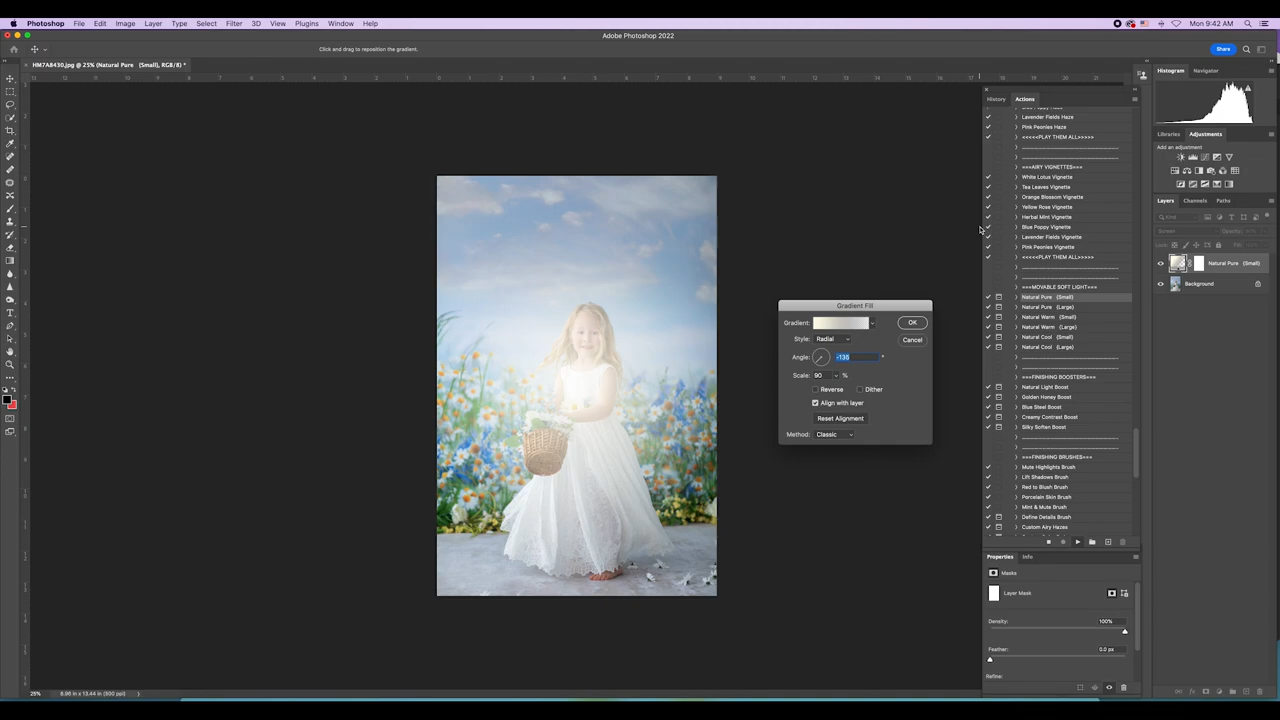 Photoshop File Edit Image Layer Type Select Filter 3D View Plugins Window Help Mon 9:42 AM
Adobe Photoshop 2022
Click and drag to reposition the gradient. Share
HM7A8430.jpg @ 25% (Natural Pure (Small), RGB/8) *
Histogram Navigator
History Actions
Lavender Fields Haze
Pink Peonies Haze
<<<<<PLAY THEM ALL>>>>>
===AIRY VIGNETTES===
White Lotus Vignette
Tea Leaves Vignette
Orange Blossom Vignette
Yellow Rose Vignette
Herbal Mint Vignette
Blue Poppy Vignette
Lavender Fields Vignette
Pink Peonies Vignette
<<<<<PLAY THEM ALL>>>>>
===MOVABLE SOFT LIGHT====
Natural Pure (Small)
Natural Pure (Large)
Natural Warm (Small)
Natural Warm (Large)
Natural Cool (Small)
Natural Cool (Large)
===FINISHING BOOSTERS===
Natural Light Boost
Golden Honey Boost
Blue Steel Boost
Creamy Contrast Boost
Silky Soften Boost
===FINISHING BRUSHES===
Mute Highlights Brush
Lift Shadows Brush
Red to Blush Brush
Porcelain Skin Brush
Mint & Mute Brush
Define Details Brush
Custom Airy Hazes
Gradient Fill
Gradient: OK
Style: Radial Cancel
Angle: -135 °
Scale: 90 %
Reverse Dither
Align with layer
Reset Alignment
Method: Classic
Libraries Adjustments
Add an adjustment
Layers Channels Paths
Kind
Screen Opacity:
Lock: Fill:
Natural Pure (Small)
Background
Properties Info
Masks
Layer Mask
Density: 100%
Feather: 0.0 px
Refine:
25% 8.96 in x 13.44 in (300 ppi)